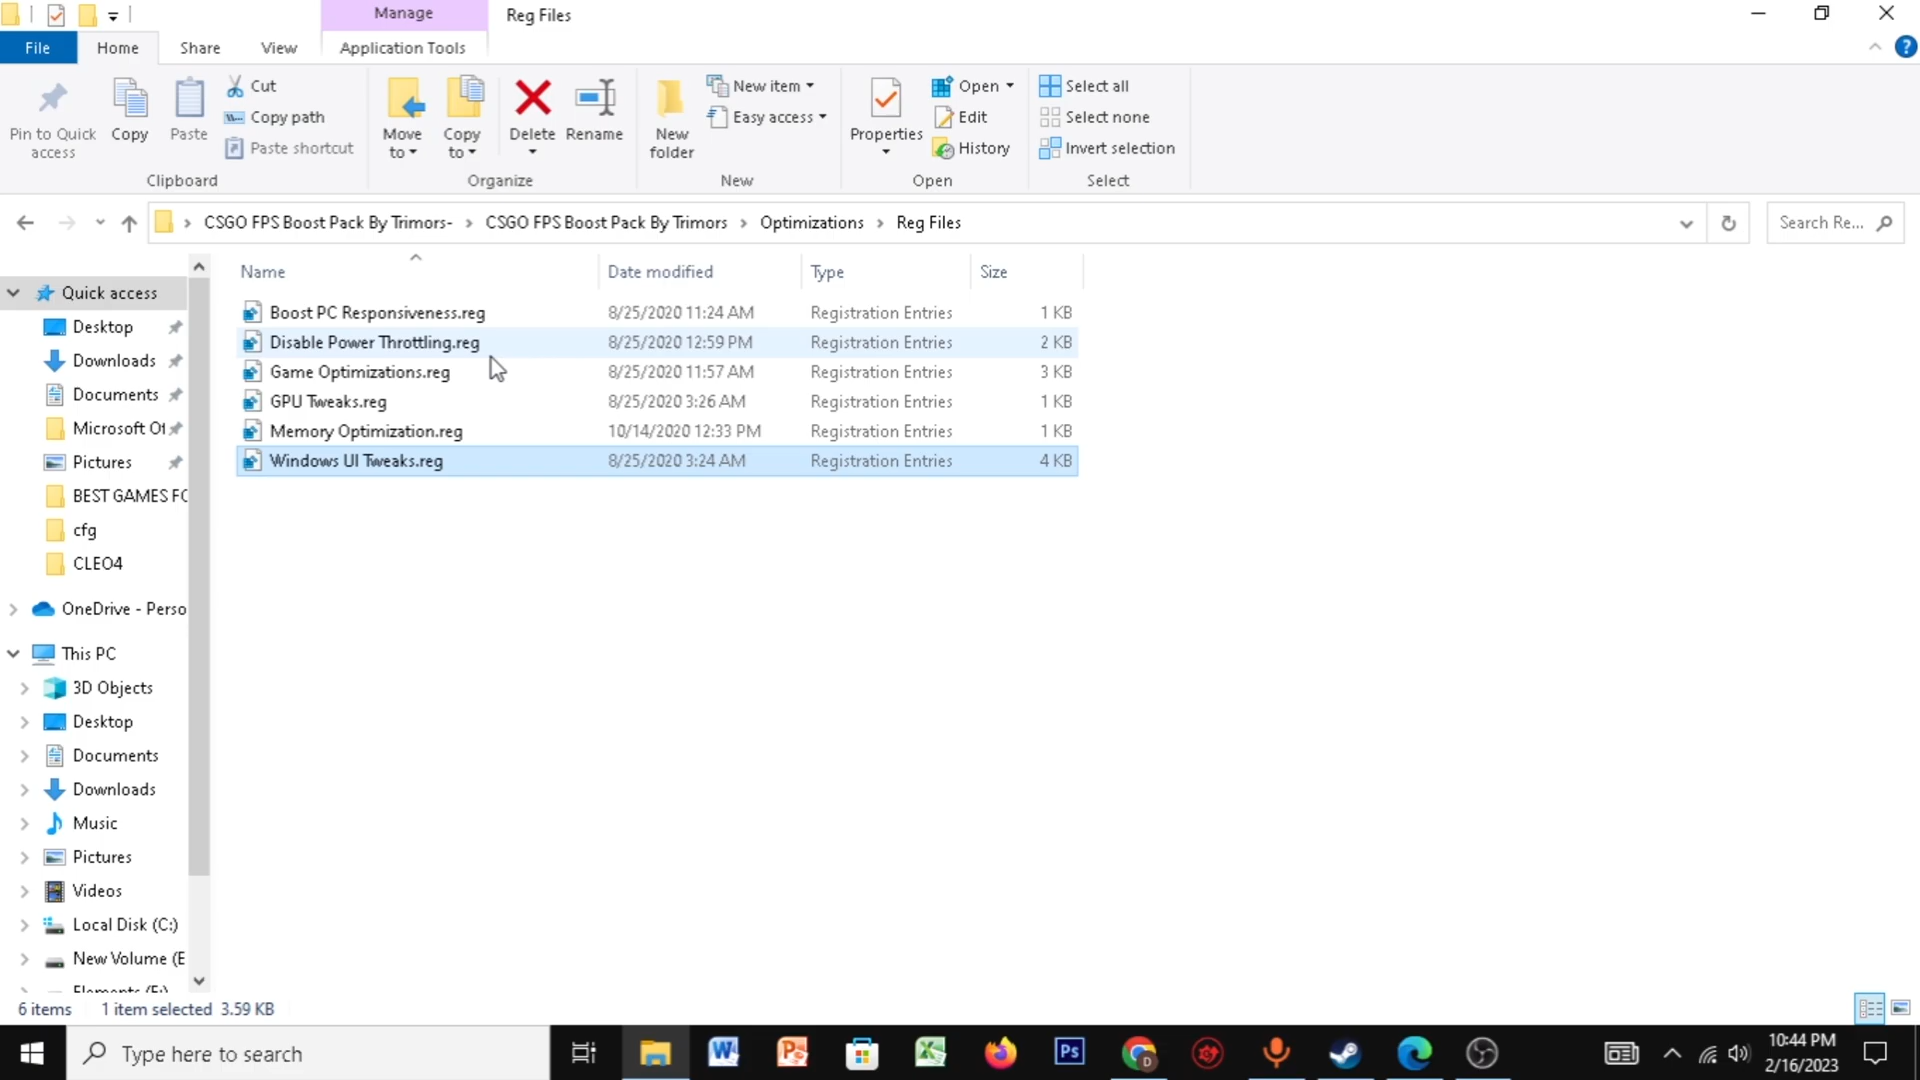 Manage
Reg Files
File
Home
Share
View
Application Tools
Pin to Quick access
Copy
Paste
Cut
Copy path
Paste shortcut
Clipboard
Move to
Copy to
Delete
Rename
Organize
New folder
New item
Easy access
New
Properties
Open
Edit
History
Open
Select all
Select none
Invert selection
Select
CSGO FPS Boost Pack By Trimors- > CSGO FPS Boost Pack By Trimors > Optimizations > Reg Files
Search Re...
Name Date modified Type Size
Boost PC Responsiveness.reg 8/25/2020 11:24 AM Registration Entries 1 KB
Disable Power Throttling.reg 8/25/2020 12:59 PM Registration Entries 2 KB
Game Optimizations.reg 8/25/2020 11:57 AM Registration Entries 3 KB
GPU Tweaks.reg 8/25/2020 3:26 AM Registration Entries 1 KB
Memory Optimization.reg 10/14/2020 12:33 PM Registration Entries 1 KB
Windows UI Tweaks.reg 8/25/2020 3:24 AM Registration Entries 4 KB
Quick access
Desktop
Downloads
Documents
Microsoft Of
Pictures
BEST GAMES FO
cfg
CLEO4
OneDrive - Perso
This PC
3D Objects
Desktop
Documents
Downloads
Music
Pictures
Videos
Local Disk (C:)
New Volume (E
6 items 1 item selected 3.59 KB
Type here to search
Ps
10:44 PM
2/16/2023